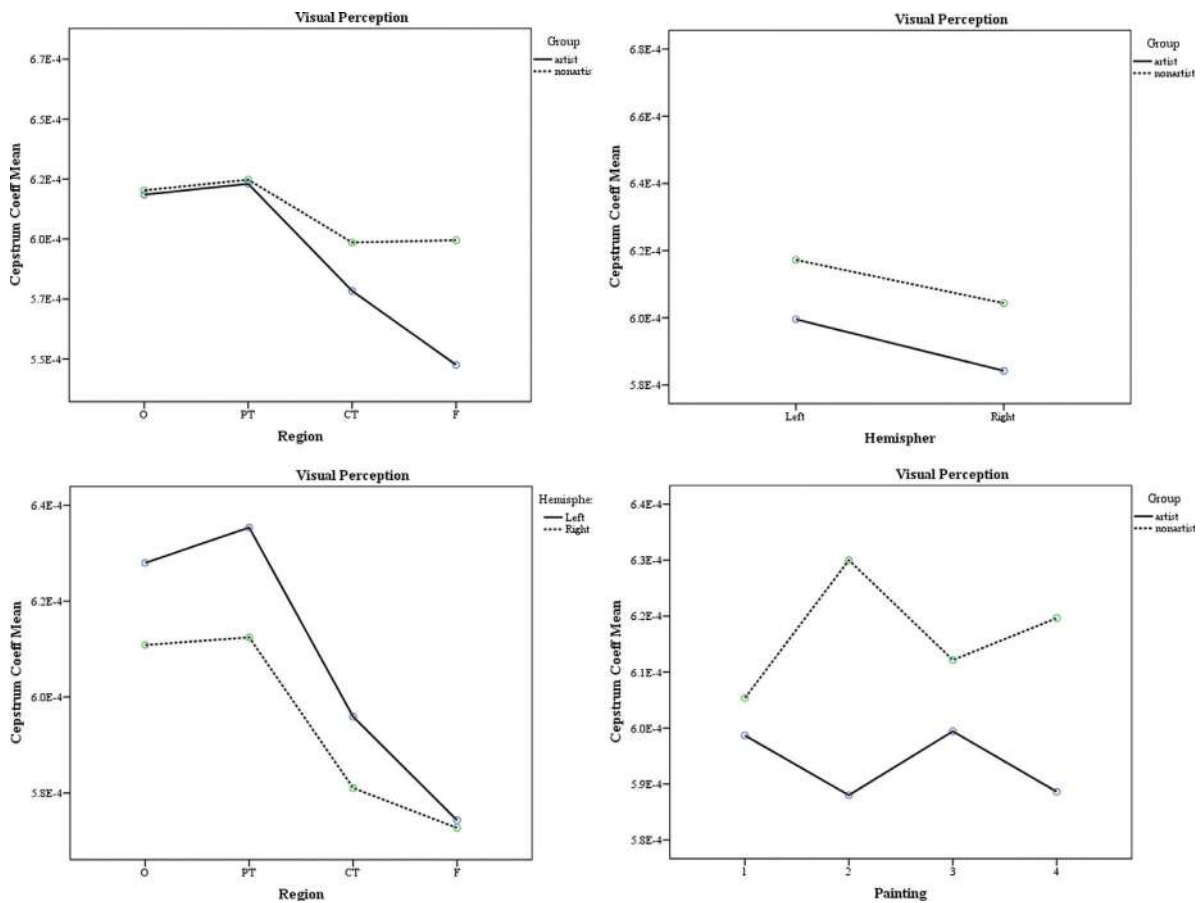 Visual Perception
Group
artist
nonartis
6.7E-4
6.5E-4
6.2E-4
6.0E-4
5.7E-4
5.5E-4
Cepstrum Coeff Mean
O PT CT F
Region
Visual Perception
Group
artist
nonartist
6.8E-4
6.6E-4
6.4E-4
6.2E-4
6.0E-4
5.8E-4
Cepstrum Coeff Mean
Left Right
Hemispher
Visual Perception
Hemisphe:
Left
Right
6.4E-4
6.2E-4
6.0E-4
5.8E-4
Cepstrum Coeff Mean
O PT CT F
Region
Visual Perception
Group
artist
nonartist
6.4E-4
6.3E-4
6.2E-4
6.1E-4
6.0E-4
5.9E-4
5.8E-4
Cepstrum Coeff Mean
1 2 3 4
Painting